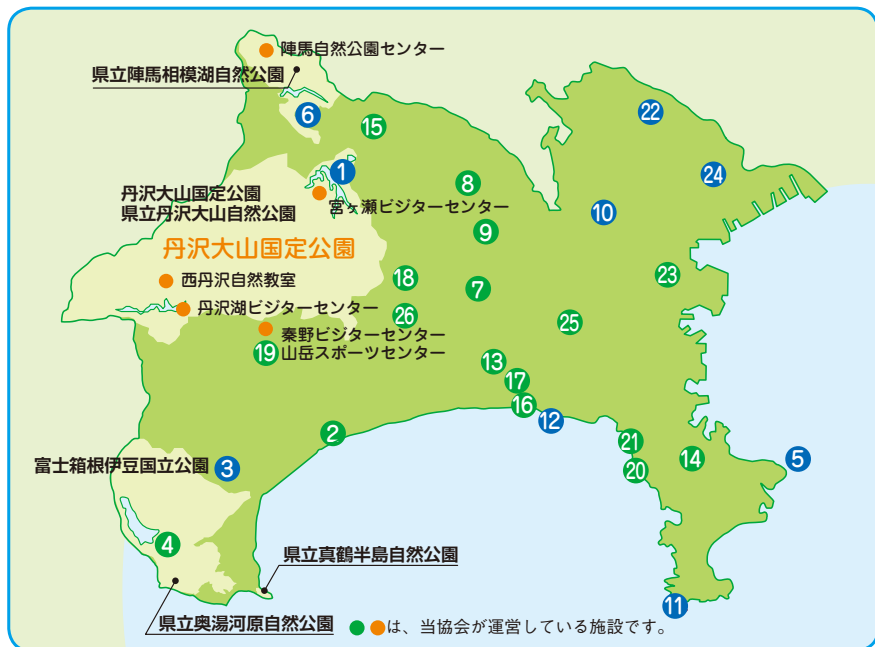 陣馬自然公園センター
県立陣馬相模湖自然公園
22
6
15
24
1
8
丹沢大山国定公園
県立丹沢大山自然公園
宮ヶ瀬ビジターセンター
10
9
丹沢大山国定公園
23
西丹沢自然教室
18
7
丹沢湖ビジターセンター
26
25
秦野ビジターセンター
19
山岳スポーツセンター
13
17
16
12
2
21
富士箱根伊豆国立公園
3
14
5
20
4
県立真鶴半島自然公園
11
県立奥湯河原自然公園
は、当協会が運営している施設です。